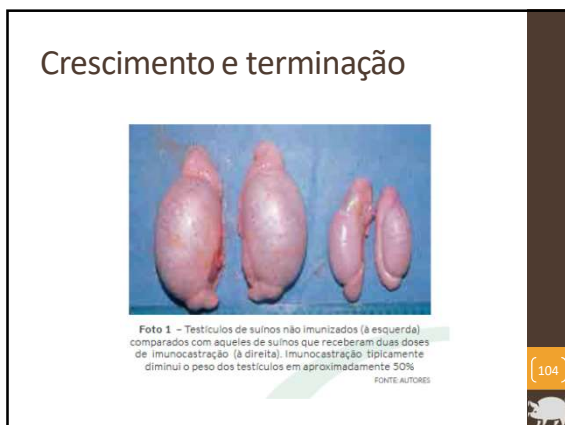 Crescimento e terminação
Foto 1 – Testículos de suínos não imunizados (à esquerda)
comparados com aqueles de suínos que receberam duas doses
de imunocastração (à direita). Imunocastração tipicamente
diminui o peso dos testículos em aproximadamente 50%
FONTE: AUTORES
104